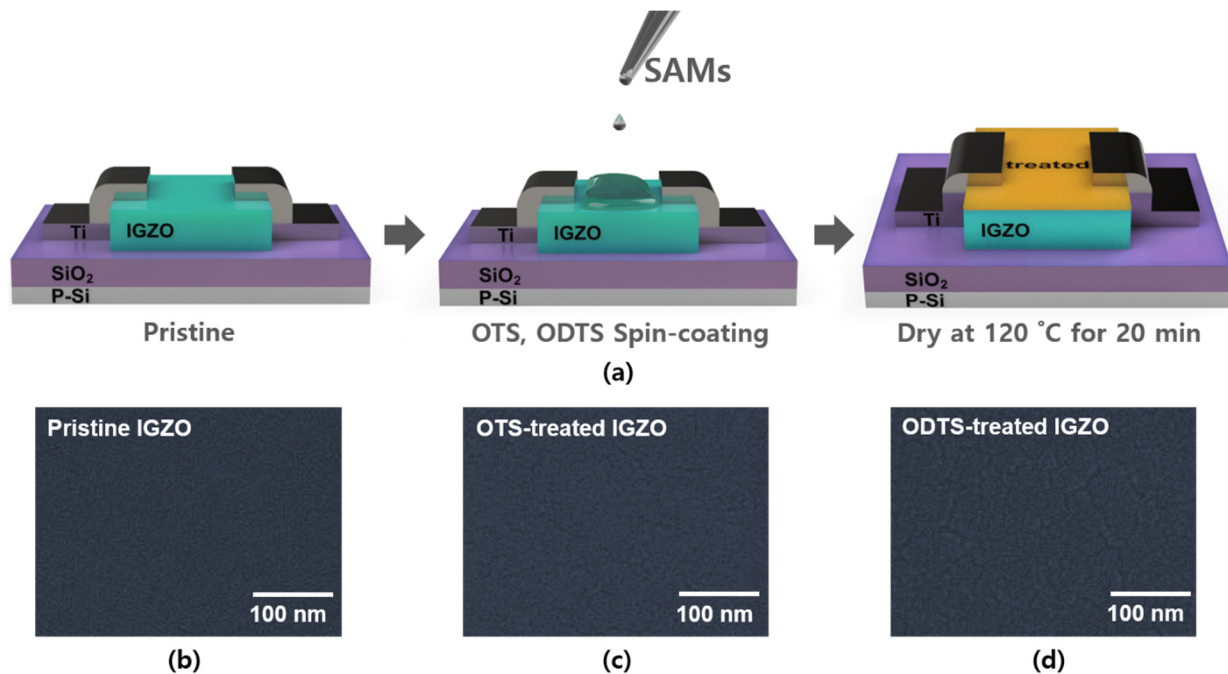 SAMs
Ti
IGZO
SiO₂
P-Si
Pristine
Ti
IGZO
SiO₂
P-Si
OTS, ODTS Spin-coating
treated
Ti
IGZO
SiO₂
P-Si
Dry at 120 °C for 20 min
(a)
Pristine IGZO
100 nm
(b)
OTS-treated IGZO
100 nm
(c)
ODTS-treated IGZO
100 nm
(d)